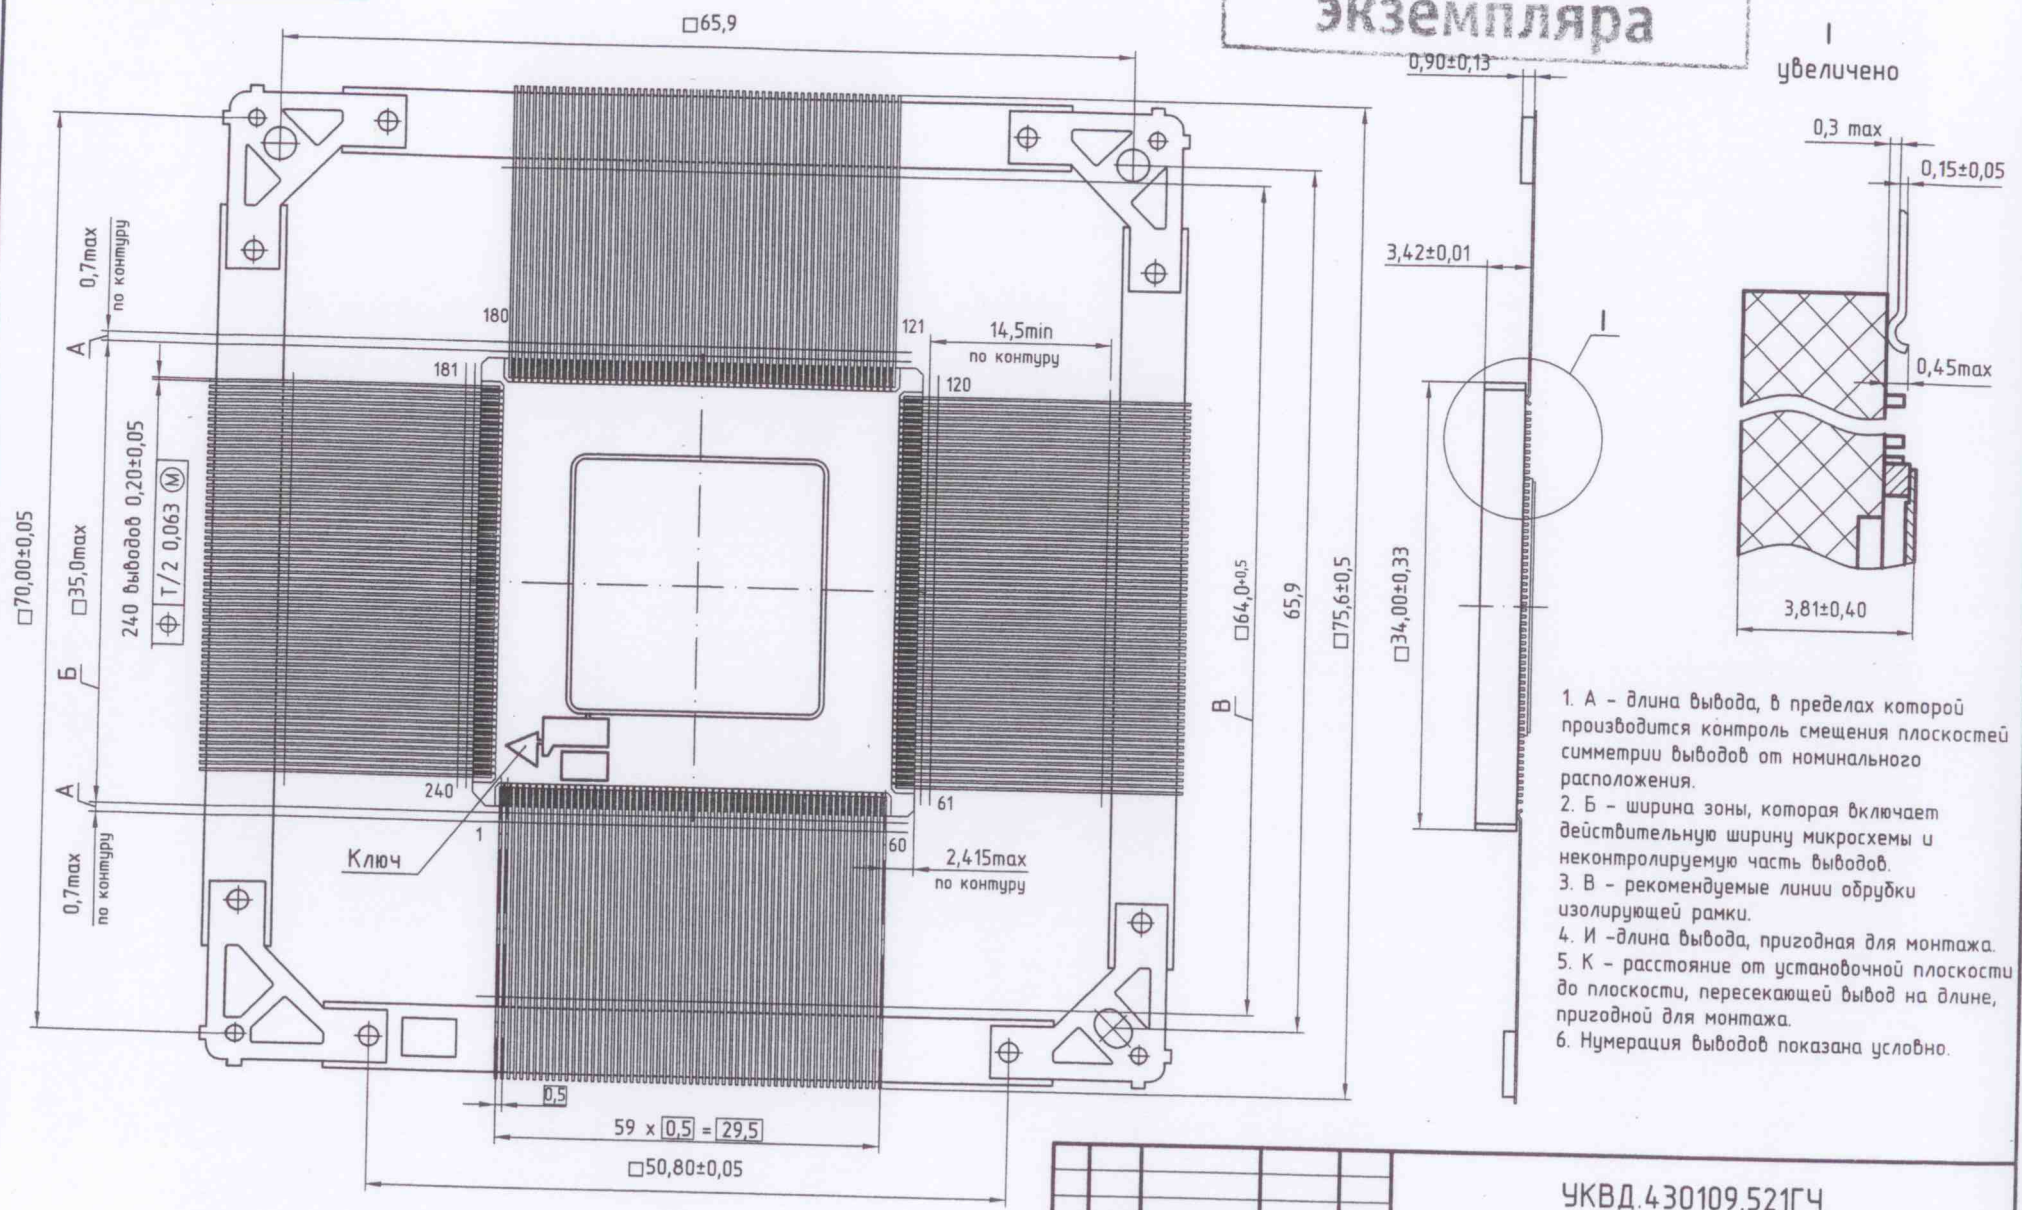 экземпляра
□65,9
0,90±0,13
I
увеличено
0,3 max
0,15±0,05
0,7max
по контуру
3,42±0,01
180
121
14,5min
по контуру
I
А
181
120
0,45max
240 выводов 0,20±0,05
⌖ Т/2 0,063 Ⓜ
□70,00±0,05
□35,0max
□64,0±0,5
65,9
□75,6±0,5
□34,00±0,33
3,81±0,40
Б
В
А
240
61
1
60
Ключ
2,415max
по контуру
0,7max
по контуру
1. А - длина вывода, в пределах которой
производится контроль смещения плоскостей
симметрии выводов от номинального
расположения.
2. Б - ширина зоны, которая включает
действительную ширину микросхемы и
неконтролируемую часть выводов.
3. В - рекомендуемые линии обрубки
изолирующей рамки.
4. И -длина вывода, пригодная для монтажа.
5. К - расстояние от установочной плоскости
до плоскости, пересекающей вывод на длине,
пригодной для монтажа.
6. Нумерация выводов показана условно.
0,5
59 x 0,5 = 29,5
□50,80±0,05
УКВД.430109.521ГЧ